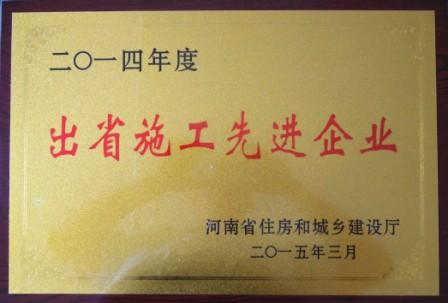 二〇一四年度
出省施工先进企业
河南省住房和城乡建设厅
二〇一五年三月